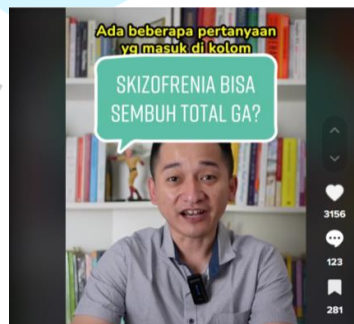 Ada beberapa pertanyaan
yg masuk di kolom
SKIZOFRENIA BISA
SEMBUH TOTAL GA?
3156
123
281